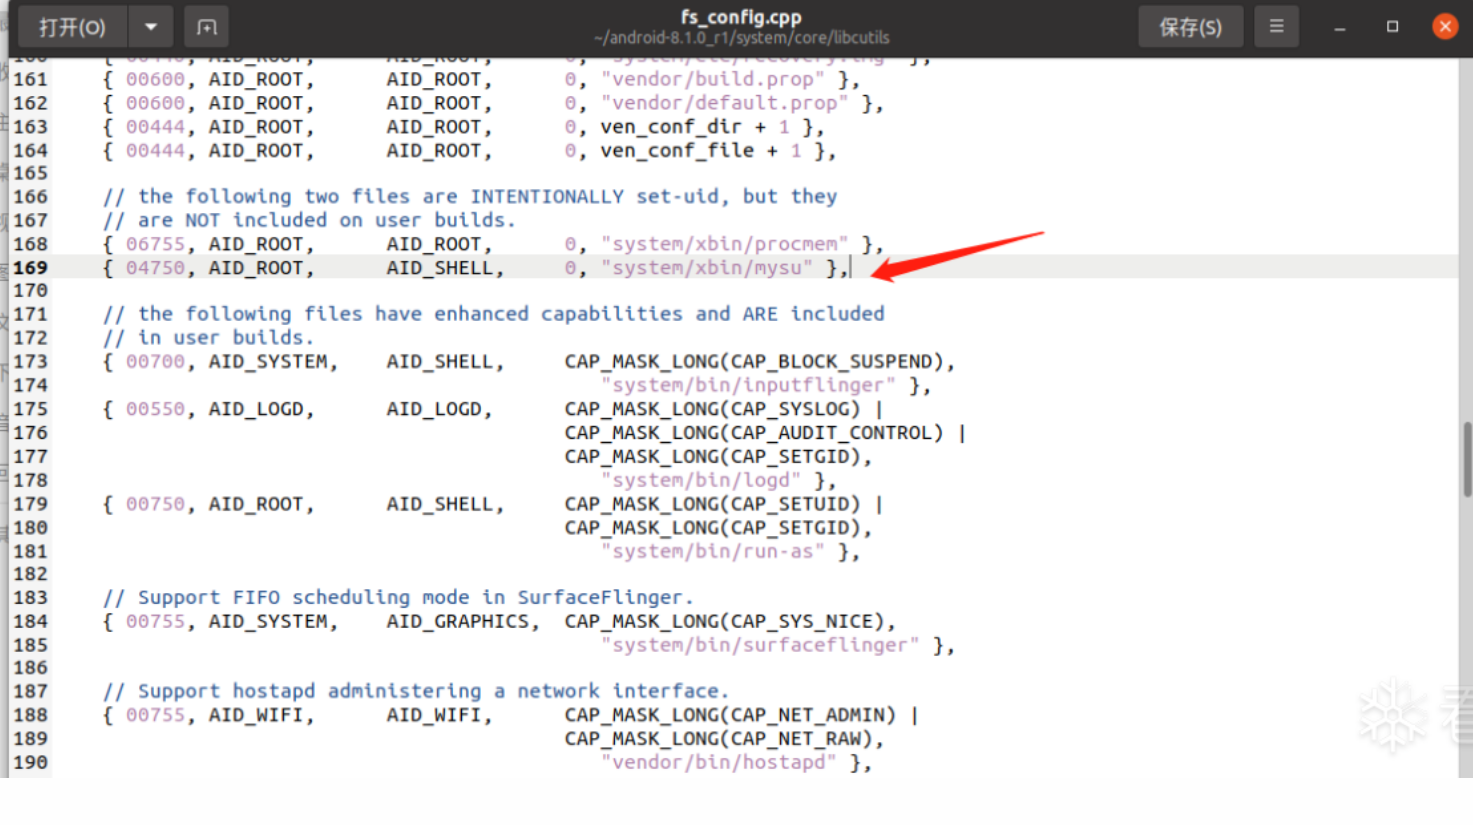 打开(O)
fs_config.cpp
~/android-8.1.0_r1/system/core/libcutils
保存(S)
161 { 00600, AID_ROOT, AID_ROOT, 0, "vendor/build.prop" },
162 { 00600, AID_ROOT, AID_ROOT, 0, "vendor/default.prop" },
163 { 00444, AID_ROOT, AID_ROOT, 0, ven_conf_dir + 1 },
164 { 00444, AID_ROOT, AID_ROOT, 0, ven_conf_file + 1 },
165
166 // the following two files are INTENTIONALLY set-uid, but they
167 // are NOT included on user builds.
168 { 06755, AID_ROOT, AID_ROOT, 0, "system/xbin/procmem" },
169 { 04750, AID_ROOT, AID_SHELL, 0, "system/xbin/mysu" },
170
171 // the following files have enhanced capabilities and ARE included
172 // in user builds.
173 { 00700, AID_SYSTEM, AID_SHELL, CAP_MASK_LONG(CAP_BLOCK_SUSPEND),
174 "system/bin/inputflinger" },
175 { 00550, AID_LOGD, AID_LOGD, CAP_MASK_LONG(CAP_SYSLOG) |
176 CAP_MASK_LONG(CAP_AUDIT_CONTROL) |
177 CAP_MASK_LONG(CAP_SETGID),
178 "system/bin/logd" },
179 { 00750, AID_ROOT, AID_SHELL, CAP_MASK_LONG(CAP_SETUID) |
180 CAP_MASK_LONG(CAP_SETGID),
181 "system/bin/run-as" },
182
183 // Support FIFO scheduling mode in SurfaceFlinger.
184 { 00755, AID_SYSTEM, AID_GRAPHICS, CAP_MASK_LONG(CAP_SYS_NICE),
185 "system/bin/surfaceflinger" },
186
187 // Support hostapd administering a network interface.
188 { 00755, AID_WIFI, AID_WIFI, CAP_MASK_LONG(CAP_NET_ADMIN) |
189 CAP_MASK_LONG(CAP_NET_RAW),
190 "vendor/bin/hostapd" },